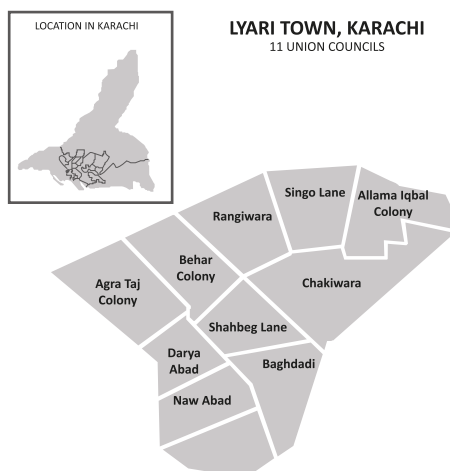 LOCATION IN KARACHI
LYARI TOWN, KARACHI
11 UNION COUNCILS
Singo Lane
Allama Iqbal
Colony
Rangiwara
Behar
Colony
Agra Taj
Colony
Chakiwara
Shahbeg Lane
Darya
Abad
Baghdadi
Naw Abad